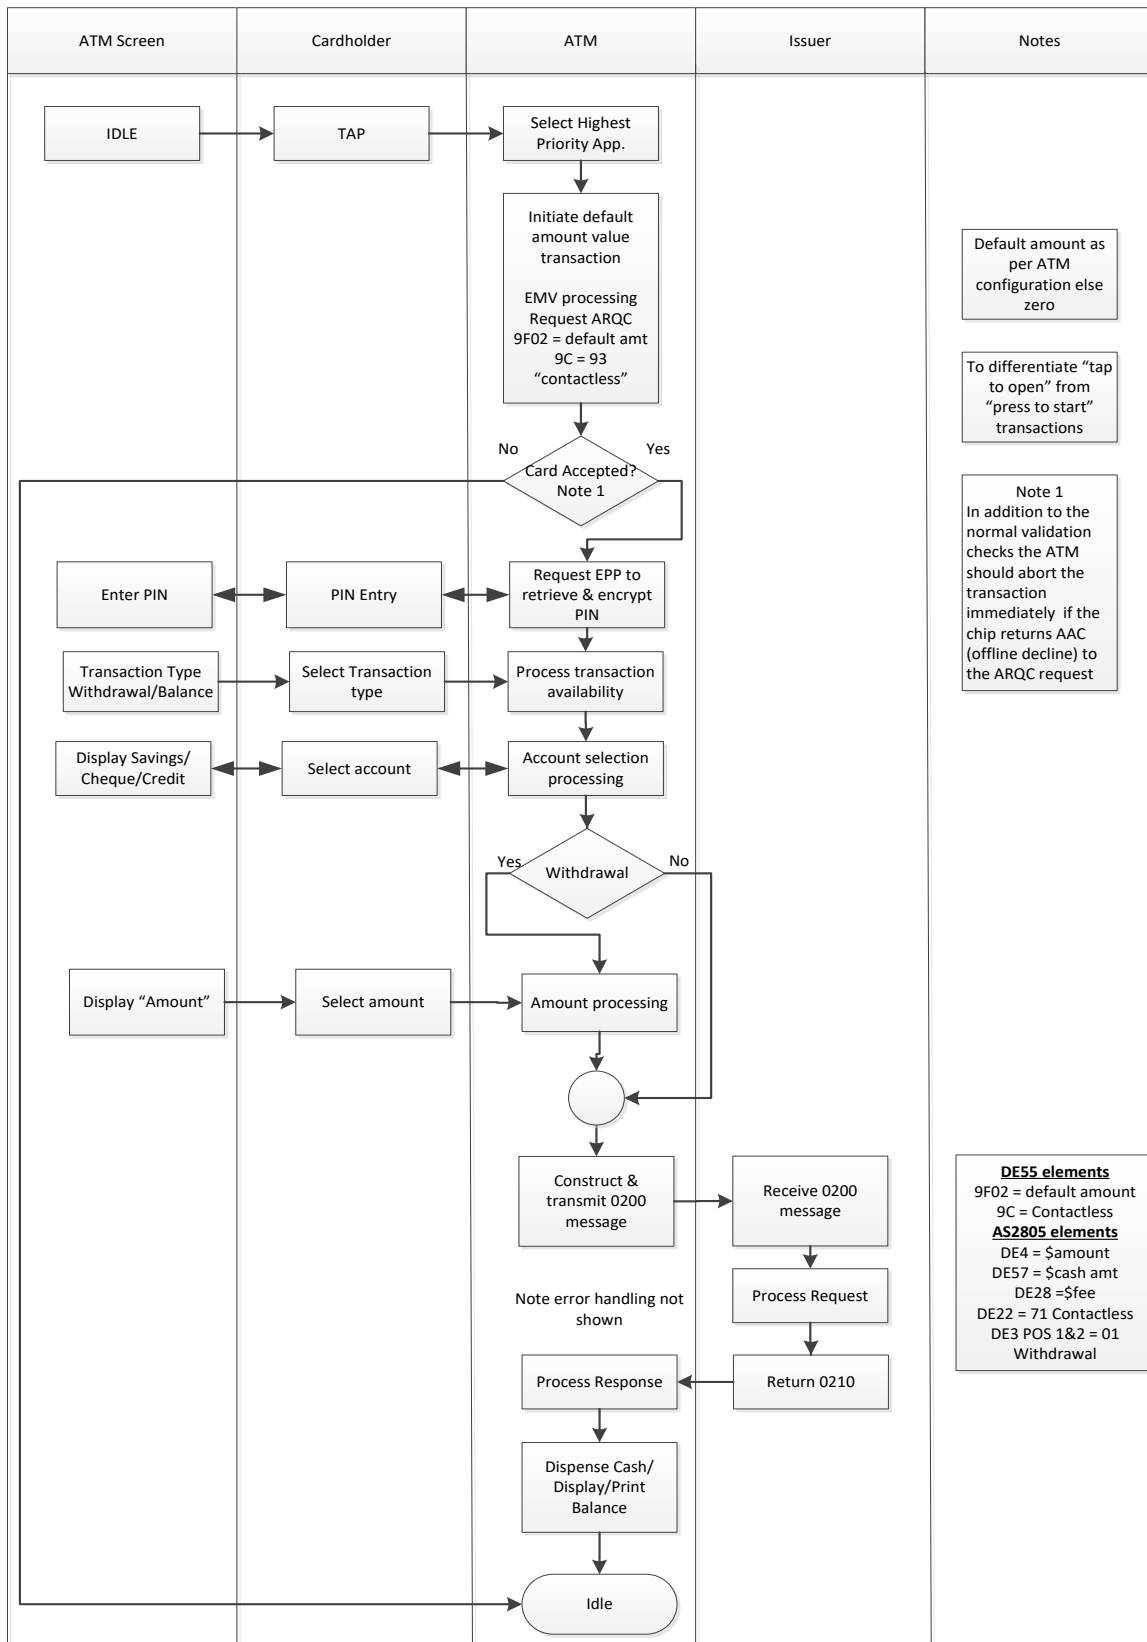 ATM Screen
Cardholder
ATM
Issuer
Notes
IDLE
TAP
Select Highest
Priority App.
Initiate default
amount value
transaction
EMV processing
Request ARQC
9F02 = default amt
9C = 93
“contactless”
Default amount as
per ATM
configuration else
zero
To differentiate “tap
to open” from
“press to start”
transactions
No
Yes
Card Accepted?
Note 1
Note 1
In addition to the
normal validation
checks the ATM
should abort the
transaction
immediately if the
chip returns AAC
(offline decline) to
the ARQC request
Enter PIN
PIN Entry
Request EPP to
retrieve & encrypt
PIN
Transaction Type
Withdrawal/Balance
Select Transaction
type
Process transaction
availability
Display Savings/
Cheque/Credit
Select account
Account selection
processing
Yes
Withdrawal
No
Display “Amount”
Select amount
Amount processing
Construct &
transmit 0200
message
Receive 0200
message
DE55 elements
9F02 = default amount
9C = Contactless
AS2805 elements
DE4 = $amount
DE57 = $cash amt
DE28 =$fee
DE22 = 71 Contactless
DE3 POS 1&2 = 01
Withdrawal
Process Request
Note error handling not
shown
Process Response
Return 0210
Dispense Cash/
Display/Print
Balance
Idle